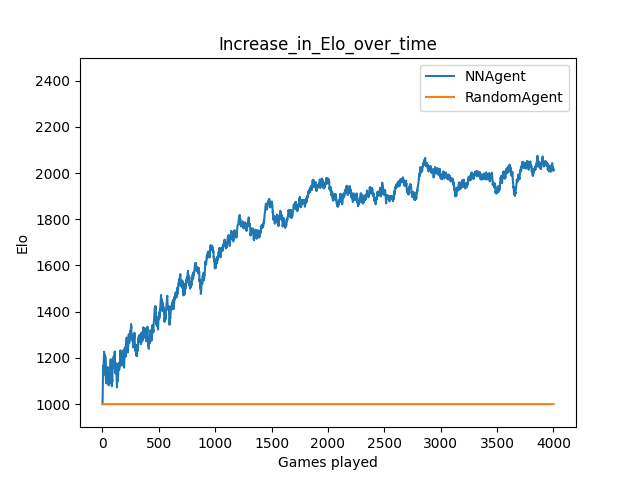 Increase_in_Elo_over_time
NNAgent
RandomAgent
2400
2200
2000
1800
1600
1400
1200
1000
Elo
0 500 1000 1500 2000 2500 3000 3500 4000
Games played